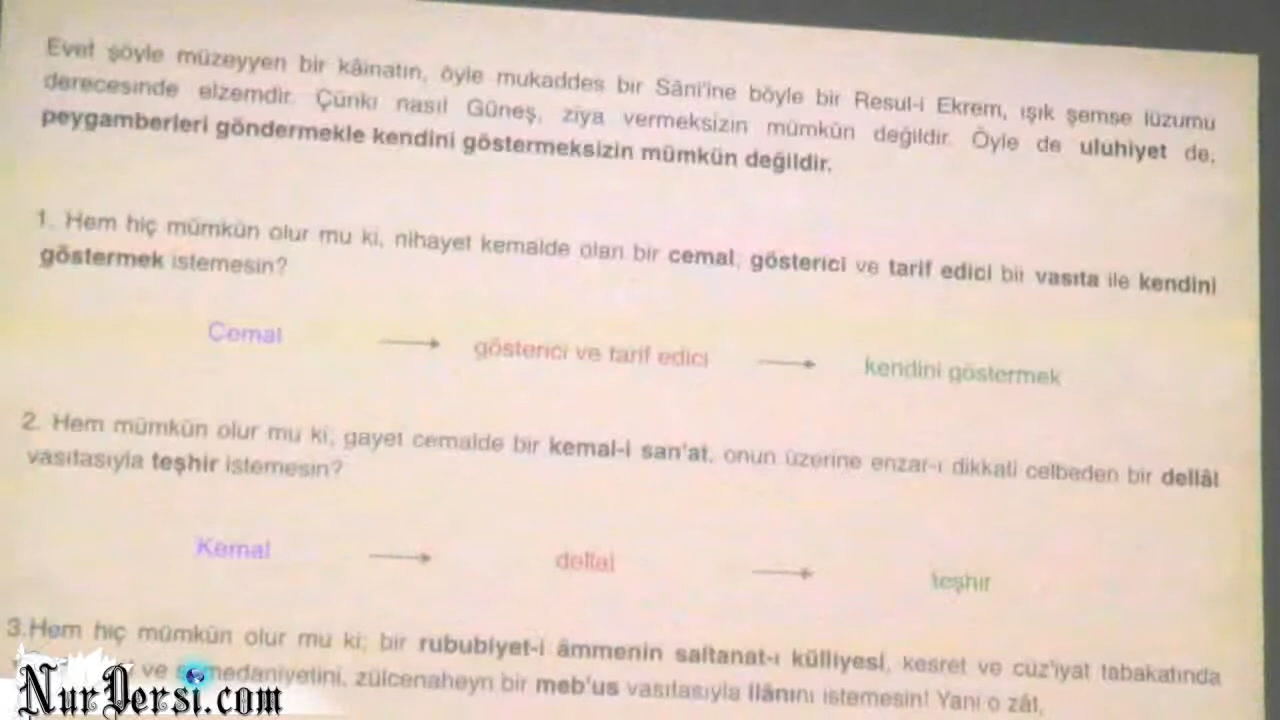 Evet şöyle müzeyyen bir kâinatın, öyle mukaddes bir Sâni'ine böyle bir Resul-i Ekrem, ışık şemse lüzumu
derecesinde elzemdir. Çünki nasıl Güneş, ziya vermeksizin mümkün değildir. Öyle de uluhiyet de,
peygamberleri göndermekle kendini göstermeksizin mümkün değildir.
1. Hem hiç mümkün olur mu ki, nihayet kemalde olan bir cemal, gösterici ve tarif edici bir vasıta ile kendini
göstermek istemesin?
Cemal → gösterici ve tarif edici → kendini göstermek
2. Hem mümkün olur mu ki, gayet cemalde bir kemal-i san'at, onun üzerine enzar-ı dikkati celbeden bir dellâl
vasıtasıyla teşhir istemesin?
Kemal → dellal → teşhir
3.Hem hiç mümkün olur mu ki; bir rububiyet-i âmmenin saltanat-ı külliyesi, kesret ve cüz'iyat tabakatında
ve samedaniyetini, zülcenaheyn bir meb'us vasıtasıyla ilânını istemesin! Yani o zât,
NurDersi.com